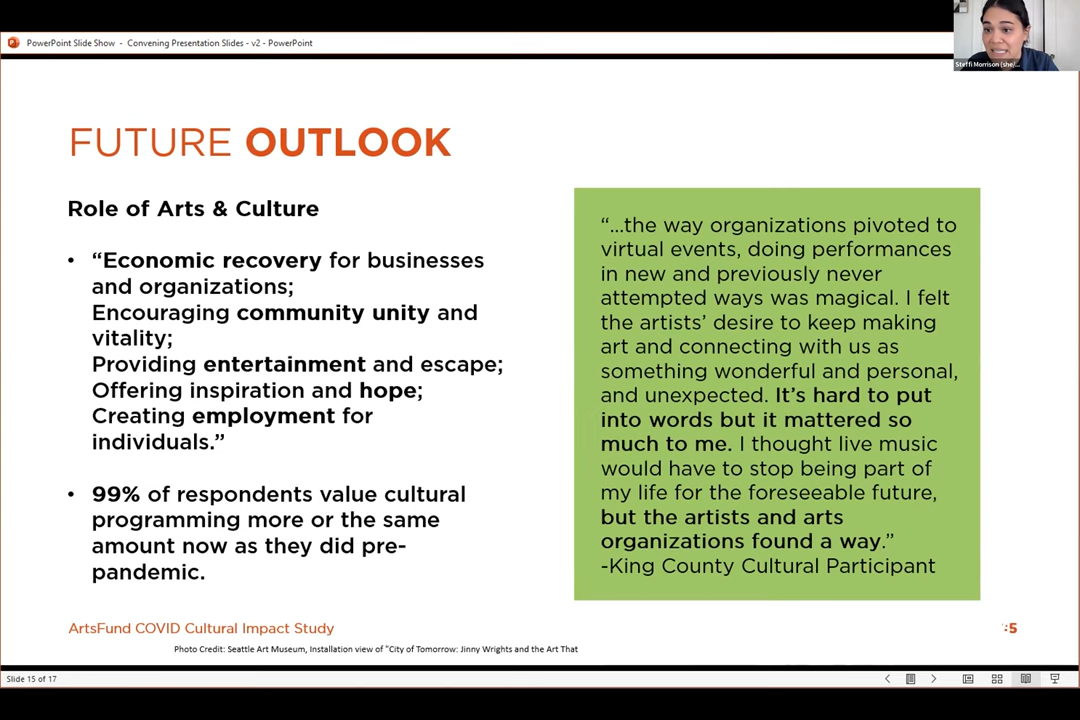 PowerPoint Slide Show - Convening Presentation Slides - v2 - PowerPoint
Steffi Morrison (she/...
FUTURE OUTLOOK
Role of Arts & Culture
• “Economic recovery for businesses
and organizations;
Encouraging community unity and
vitality;
Providing entertainment and escape;
Offering inspiration and hope;
Creating employment for
individuals.”
• 99% of respondents value cultural
programming more or the same
amount now as they did pre-
pandemic.
“...the way organizations pivoted to
virtual events, doing performances
in new and previously never
attempted ways was magical. I felt
the artists’ desire to keep making
art and connecting with us as
something wonderful and personal,
and unexpected. It’s hard to put
into words but it mattered so
much to me. I thought live music
would have to stop being part of
my life for the foreseeable future,
but the artists and arts
organizations found a way.”
-King County Cultural Participant
ArtsFund COVID Cultural Impact Study
Photo Credit: Seattle Art Museum, Installation view of "City of Tomorrow: Jinny Wrights and the Art That
Slide 15 of 17